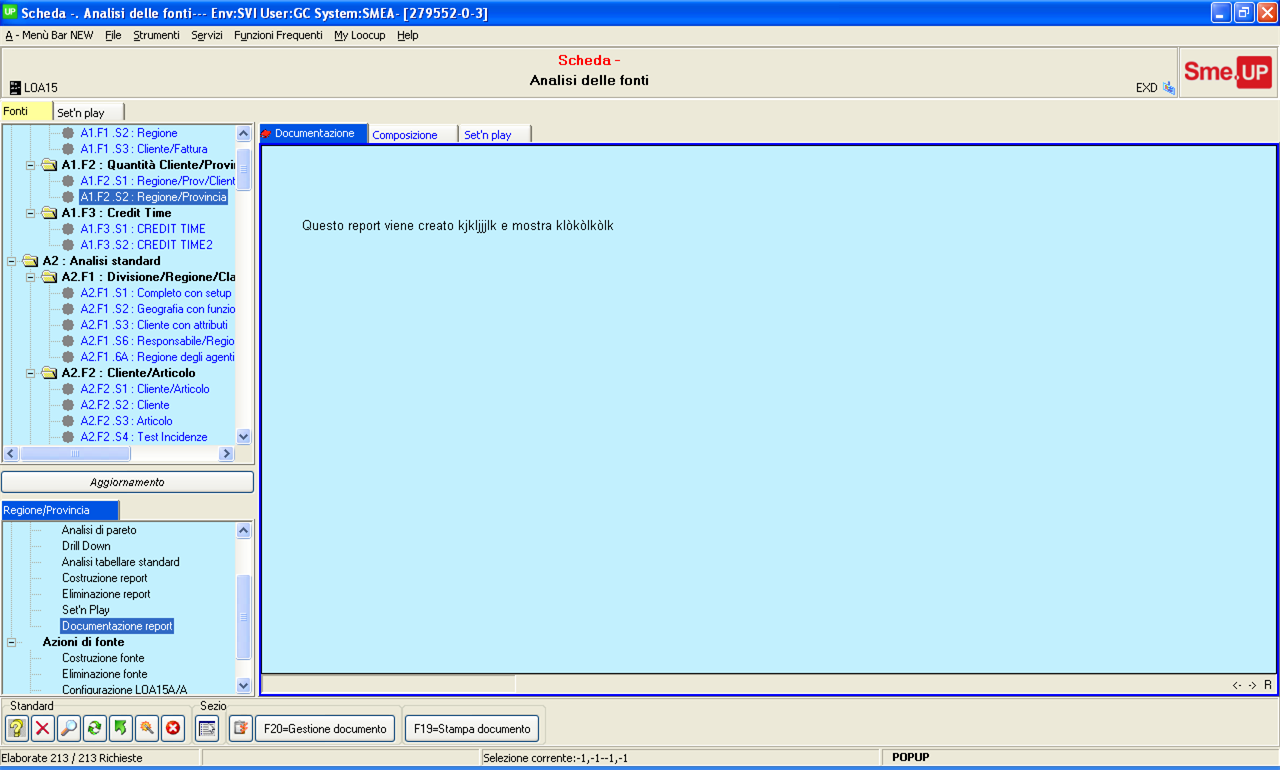 UP Scheda -. Analisi delle fonti--- Env:SVI User:GC System:SMEA- [279552-0-3]
A - Menù Bar NEW File Strumenti Servizi Funzioni Frequenti My Loocup Help
Scheda -
Analisi delle fonti
LOA15
EXD
Sme.UP
Fonti Set'n play
A1.F1 .S2 : Regione
A1.F1 .S3 : Cliente/Fattura
A1.F2 : Quantità Cliente/Provi
A1.F2 .S1 : Regione/Prov/Client
A1.F2 .S2 : Regione/Provincia
A1.F3 : Credit Time
A1.F3 .S1 : CREDIT TIME
A1.F3 .S2 : CREDIT TIME2
A2 : Analisi standard
A2.F1 : Divisione/Regione/Cla
A2.F1 .S1 : Completo con setup
A2.F1 .S2 : Geografia con funzio
A2.F1 .S3 : Cliente con attributi
A2.F1 .S6 : Responsabile/Regio
A2.F1 .6A : Regione degli agenti
A2.F2 : Cliente/Articolo
A2.F2 .S1 : Cliente/Articolo
A2.F2 .S2 : Cliente
A2.F2 .S3 : Articolo
A2.F2 .S4 : Test Incidenze
Aggiornamento
Regione/Provincia
Analisi di pareto
Drill Down
Analisi tabellare standard
Costruzione report
Eliminazione report
Set'n Play
Documentazione report
Azioni di fonte
Costruzione fonte
Eliminazione fonte
Configurazione LOA15A/A
Documentazione Composizione Set'n play
Questo report viene creato kjkljjjlk e mostra klòkòlkòlk
<- -> R
Standard Sezio
F20=Gestione documento F19=Stampa documento
Elaborate 213 / 213 Richieste Selezione corrente:-1,-1--1,-1 POPUP